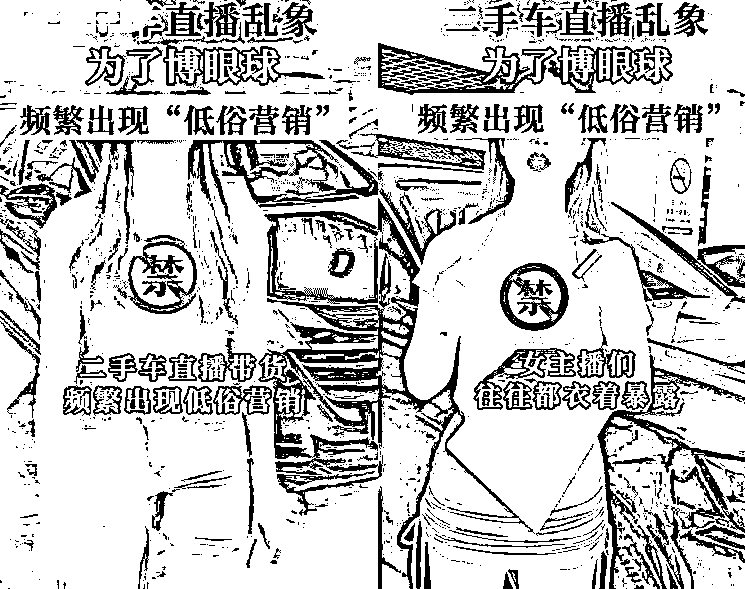 二手车直播乱象
为了博眼球
频繁出现“低俗营销”
禁
二手车直播带货
频繁出现低俗营销
二手车直播乱象
为了博眼球
频繁出现“低俗营销”
禁
女主播们
往往都衣着暴露